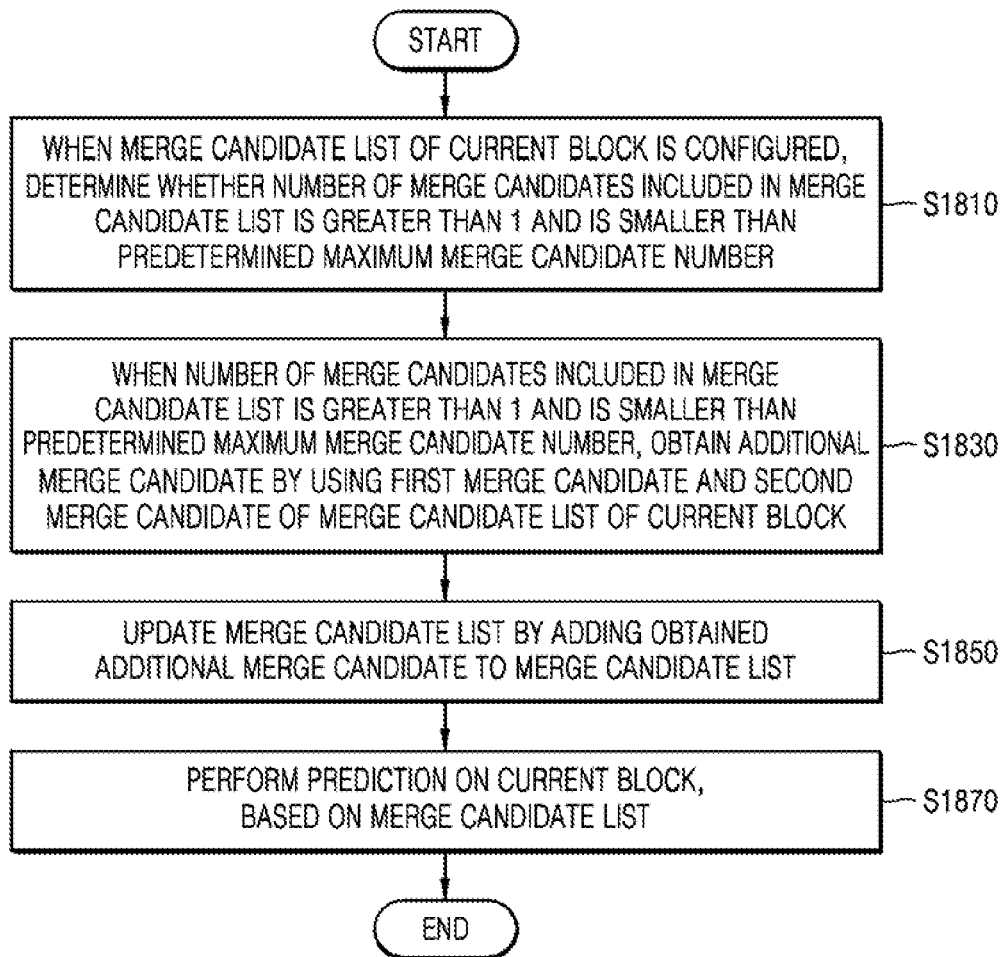 START
WHEN MERGE CANDIDATE LIST OF CURRENT BLOCK IS CONFIGURED,
DETERMINE WHETHER NUMBER OF MERGE CANDIDATES INCLUDED IN MERGE
CANDIDATE LIST IS GREATER THAN 1 AND IS SMALLER THAN
PREDETERMINED MAXIMUM MERGE CANDIDATE NUMBER
S1810
WHEN NUMBER OF MERGE CANDIDATES INCLUDED IN MERGE
CANDIDATE LIST IS GREATER THAN 1 AND IS SMALLER THAN
PREDETERMINED MAXIMUM MERGE CANDIDATE NUMBER, OBTAIN ADDITIONAL
MERGE CANDIDATE BY USING FIRST MERGE CANDIDATE AND SECOND
MERGE CANDIDATE OF MERGE CANDIDATE LIST OF CURRENT BLOCK
S1830
UPDATE MERGE CANDIDATE LIST BY ADDING OBTAINED
ADDITIONAL MERGE CANDIDATE TO MERGE CANDIDATE LIST
S1850
PERFORM PREDICTION ON CURRENT BLOCK,
BASED ON MERGE CANDIDATE LIST
S1870
END